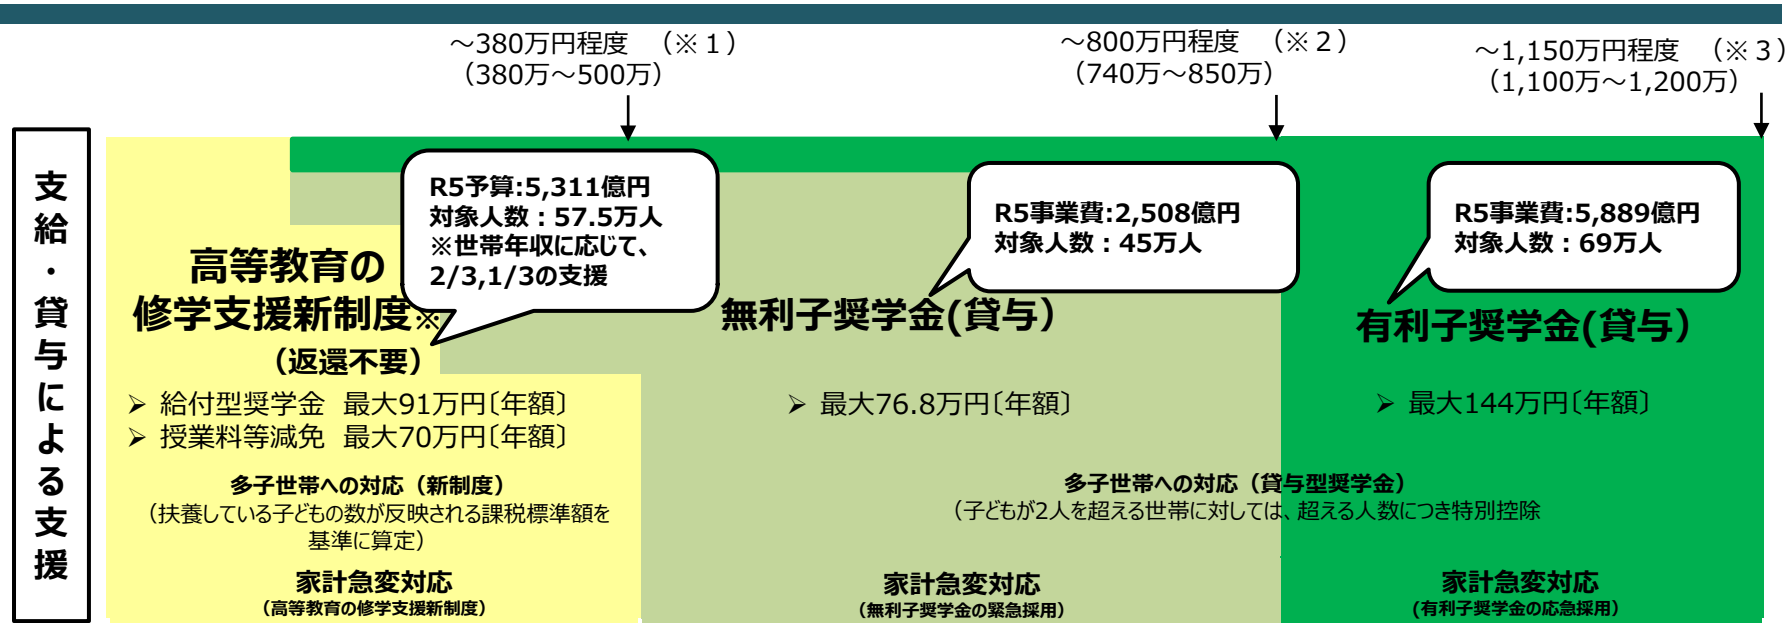 ～380万円程度　（※１）
（380万～500万）
～800万円程度　（※２）
（740万～850万）
～1,150万円程度　（※３）
（1,100万～1,200万）
支給・貸与による支援
R5予算:5,311億円
対象人数：57.5万人
※世帯年収に応じて、
2/3,1/3の支援
R5事業費:2,508億円
対象人数：45万人
R5事業費:5,889億円
対象人数：69万人
高等教育の
修学支援新制度※
（返還不要）
➢ 給付型奨学金　最大91万円〔年額〕
➢ 授業料等減免　最大70万円〔年額〕
多子世帯への対応（新制度）
（扶養している子どもの数が反映される課税標準額を
基準に算定）
家計急変対応
（高等教育の修学支援新制度）
無利子奨学金(貸与）
➢ 最大76.8万円〔年額〕
有利子奨学金(貸与）
➢ 最大144万円〔年額〕
多子世帯への対応（貸与型奨学金）
（子どもが2人を超える世帯に対しては、超える人数につき特別控除
家計急変対応
（無利子奨学金の緊急採用）
家計急変対応
(有利子奨学金の応急採用）